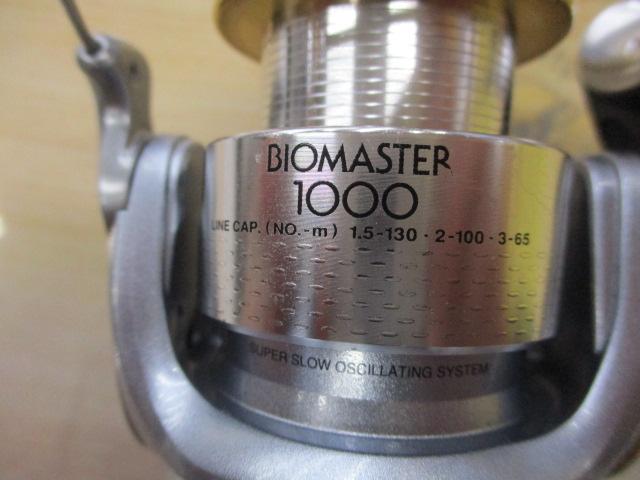 BIOMASTER
1000
LINE CAP. (NO.-m) 1.5-130 · 2-100 · 3-65
SUPER SLOW OSCILLATING SYSTEM